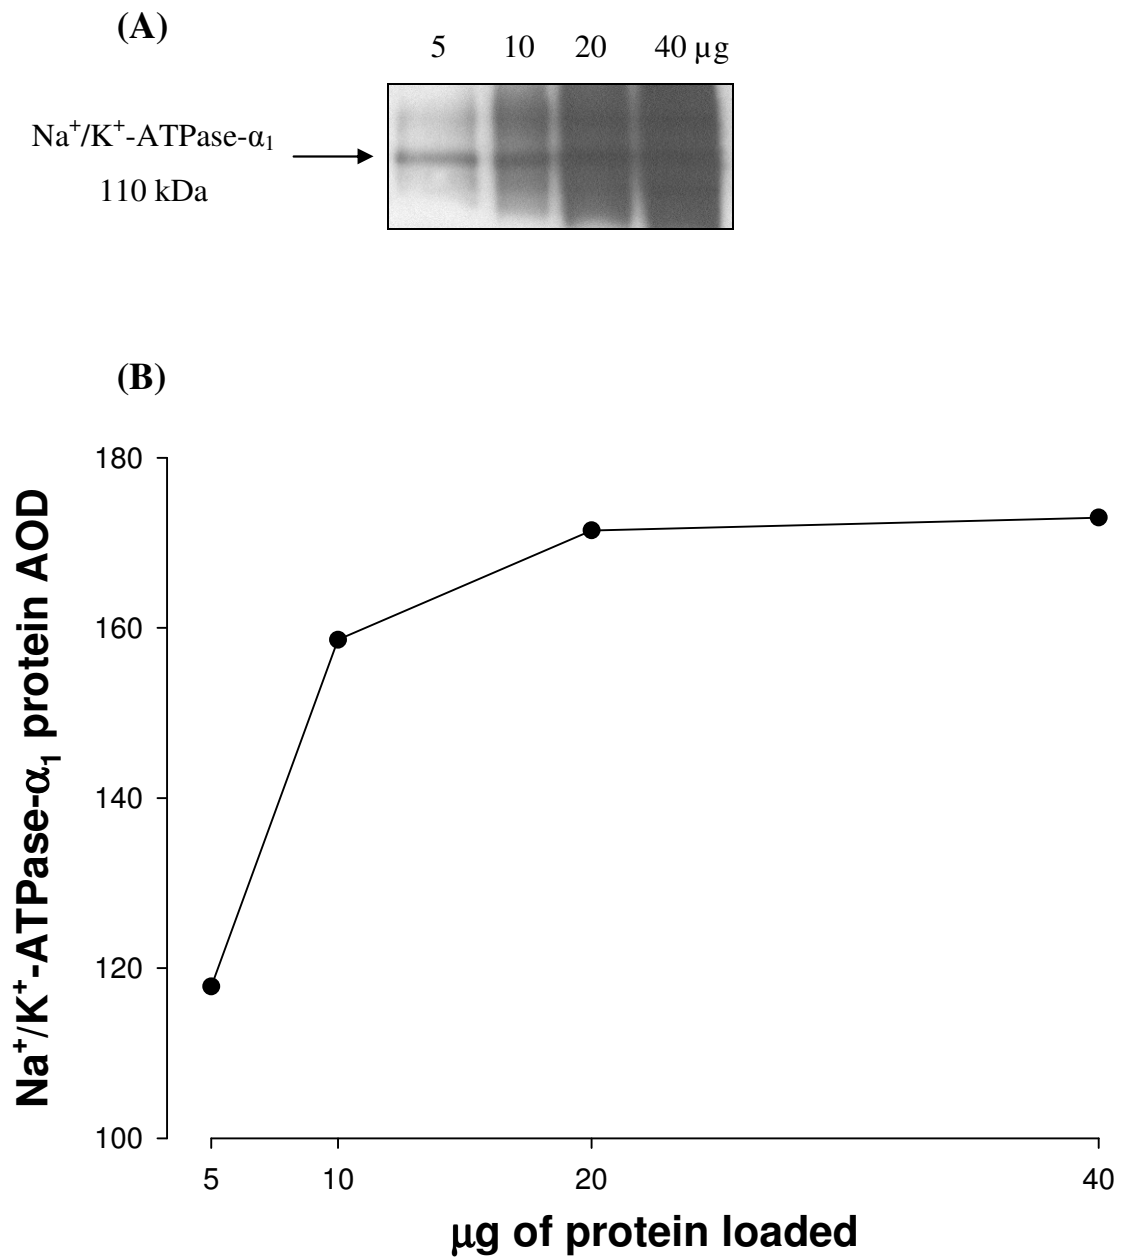 (A)
5 10 20 40 µg
Na⁺/K⁺-ATPase-α₁
110 kDa
(B)
Na⁺/K⁺-ATPase-α₁ protein AOD
180
160
140
120
100
5 10 20 40
µg of protein loaded